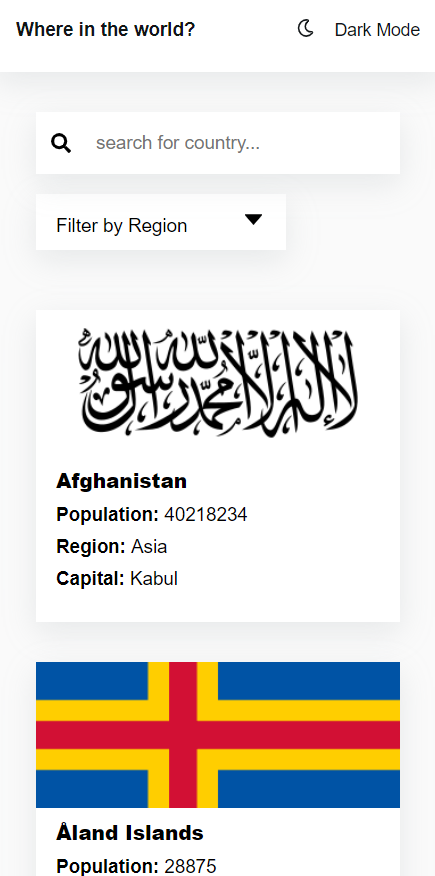 Where in the world?
Dark Mode
search for country...
Filter by Region
لا إله إلا الله محمد رسول الله
Afghanistan
Population: 40218234
Region: Asia
Capital: Kabul
Åland Islands
Population: 28875